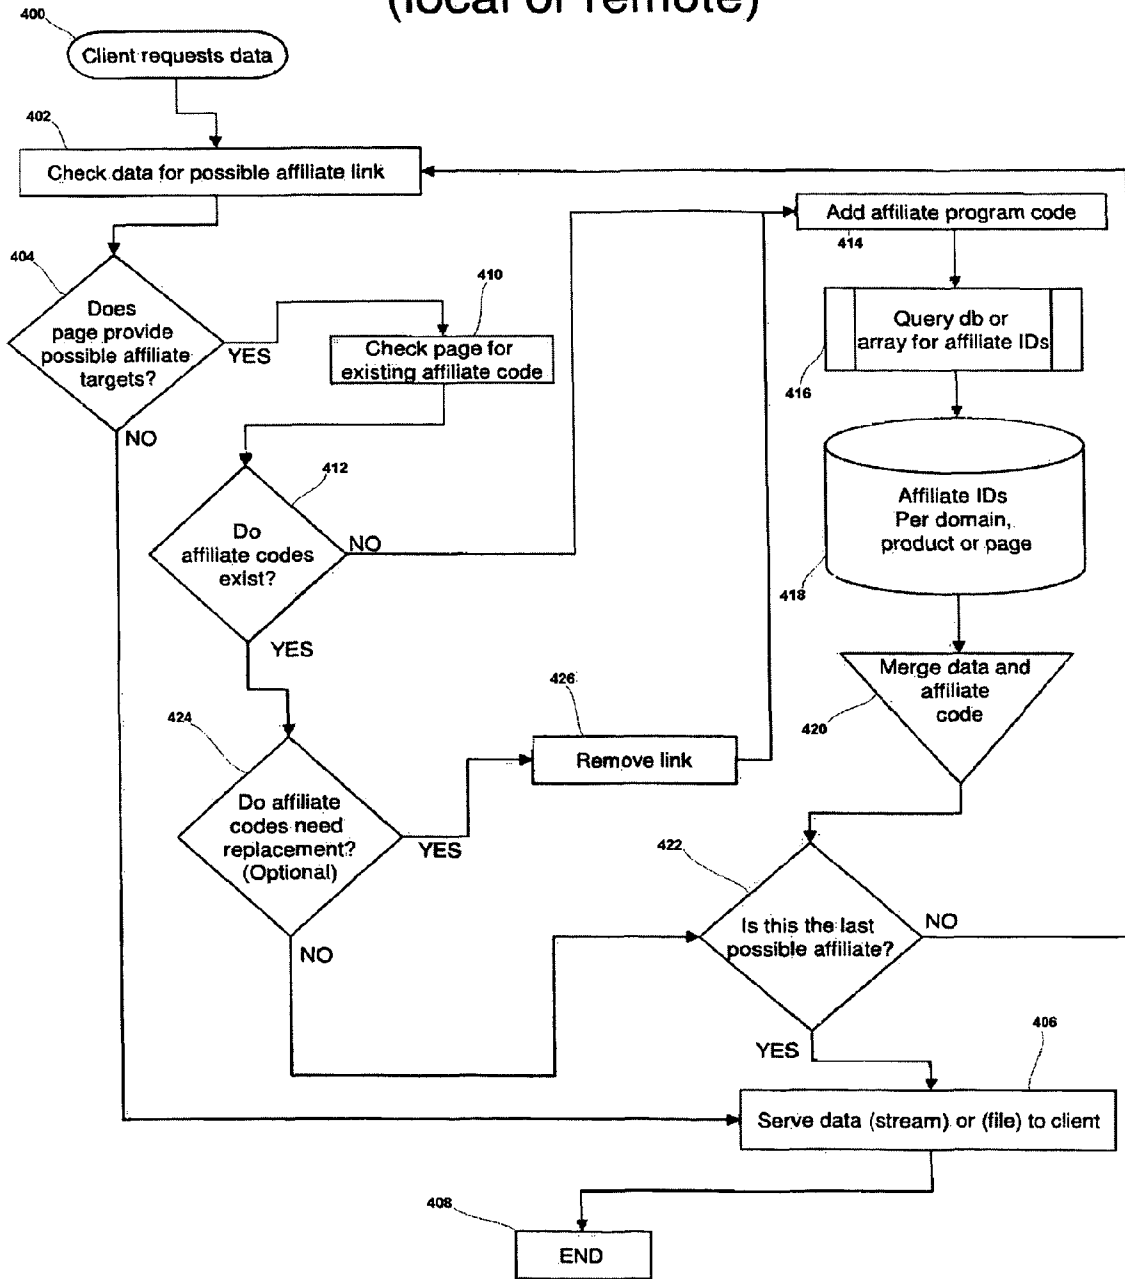 (local or remote)
400
Client requests data
402
Check data for possible affiliate link
404
Does
page provide
possible affiliate
targets?
YES
NO
410
Check page for
existing affiliate code
412
Do
affiliate codes
exist?
NO
YES
414
Add affiliate program code
416
Query db or
array for affiliate IDs
418
Affiliate IDs
Per domain,
product or page
420
Merge data and
affiliate
code
424
Do affiliate
codes need
replacement?
(Optional)
YES
NO
426
Remove link
422
Is this the last
possible affiliate?
NO
YES
406
Serve data (stream) or (file) to client
408
END